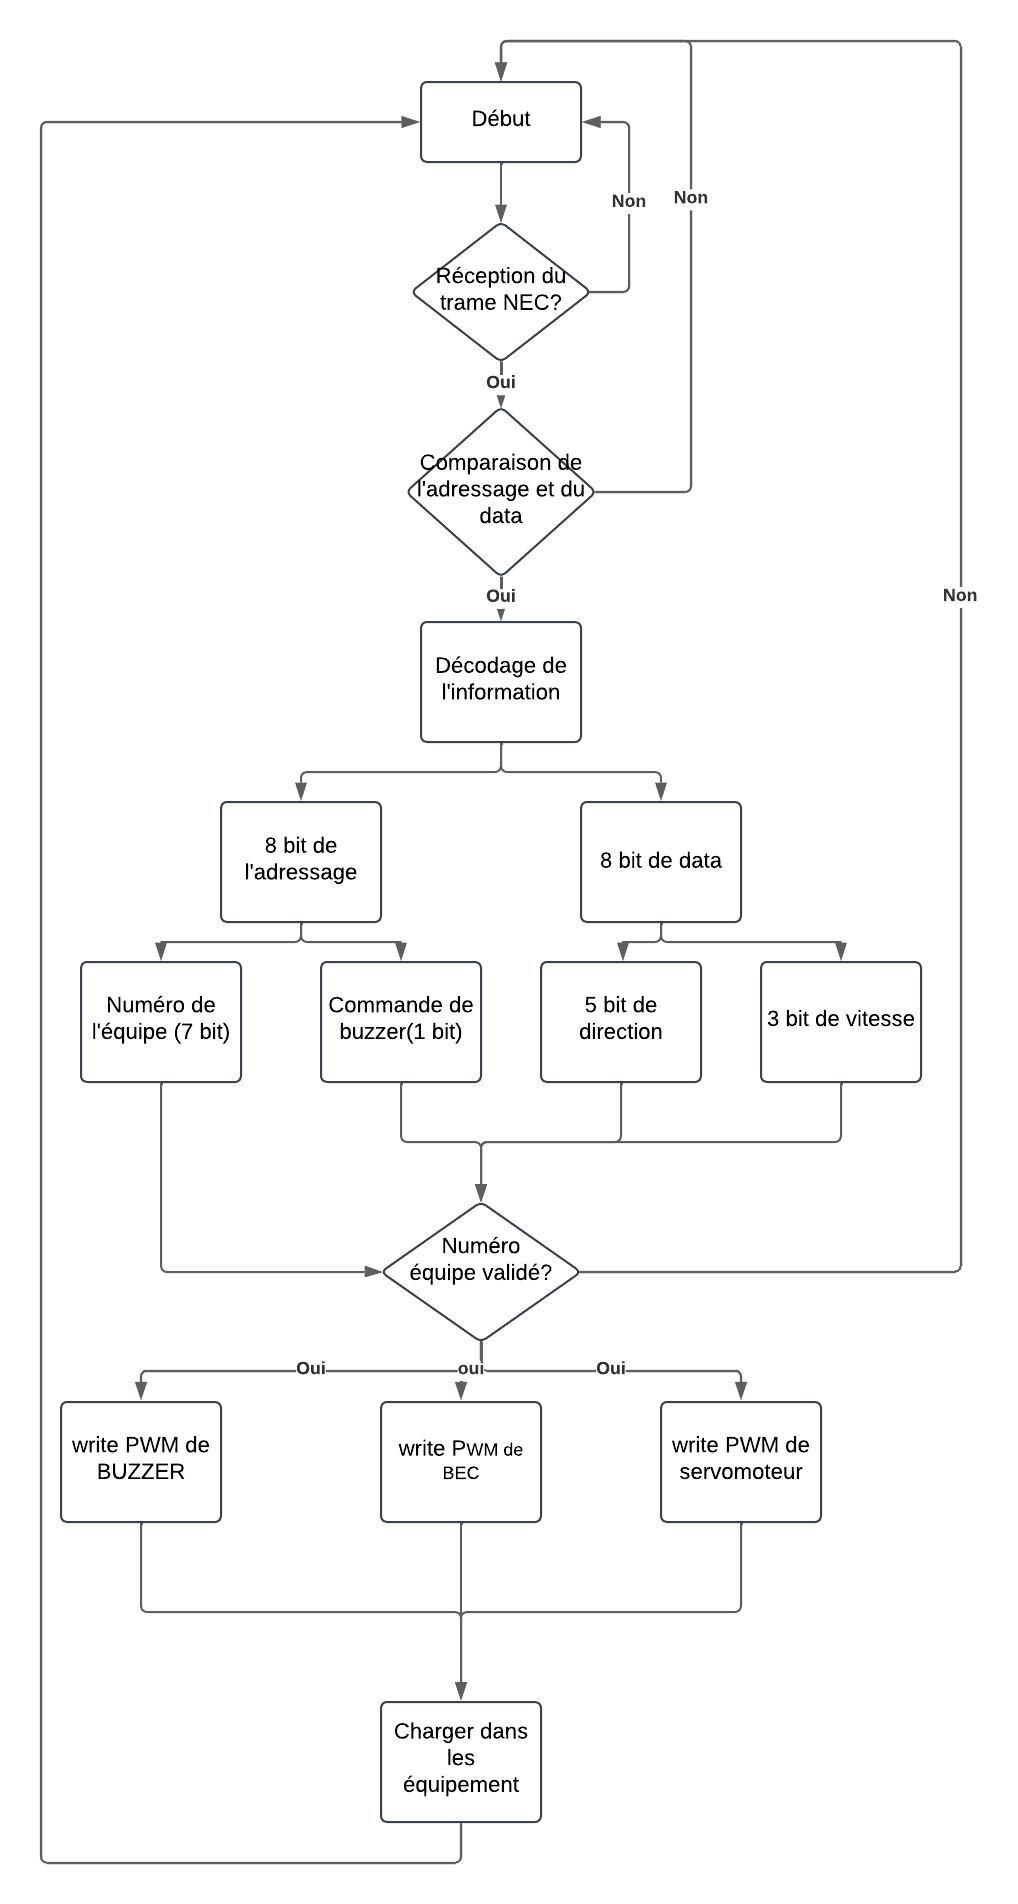 Début
Non
Non
Réception du
trame NEC?
Oui
Comparaison de
l'adressage et du
data
Oui
Non
Décodage de
l'information
8 bit de
l'adressage
8 bit de data
Numéro de
l'équipe (7 bit)
Commande de
buzzer(1 bit)
5 bit de
direction
3 bit de vitesse
Numéro
équipe validé?
Oui
oui
Oui
write PWM de
BUZZER
write PWM de
BEC
write PWM de
servomoteur
Charger dans
les
équipement